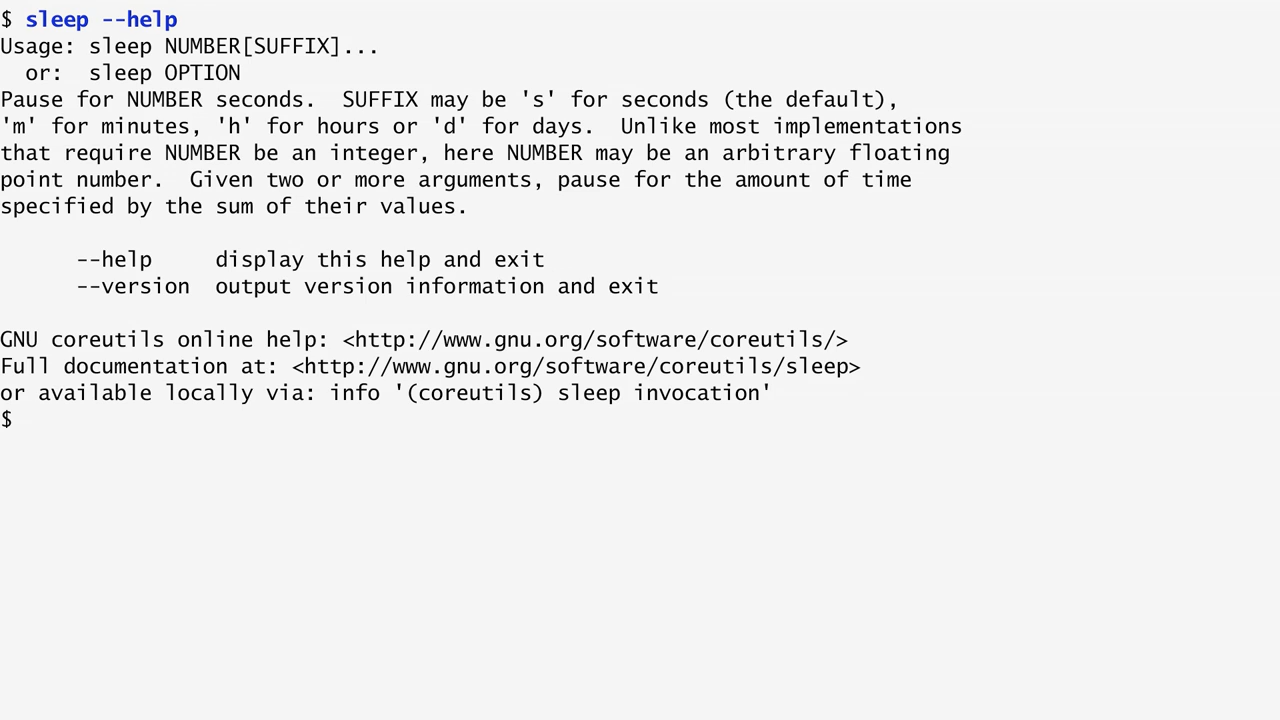 $ sleep --help
Usage: sleep NUMBER[SUFFIX]...
  or:  sleep OPTION
Pause for NUMBER seconds.  SUFFIX may be 's' for seconds (the default),
'm' for minutes, 'h' for hours or 'd' for days.  Unlike most implementations
that require NUMBER be an integer, here NUMBER may be an arbitrary floating
point number.  Given two or more arguments, pause for the amount of time
specified by the sum of their values.

      --help     display this help and exit
      --version  output version information and exit

GNU coreutils online help: <http://www.gnu.org/software/coreutils/>
Full documentation at: <http://www.gnu.org/software/coreutils/sleep>
or available locally via: info '(coreutils) sleep invocation'
$